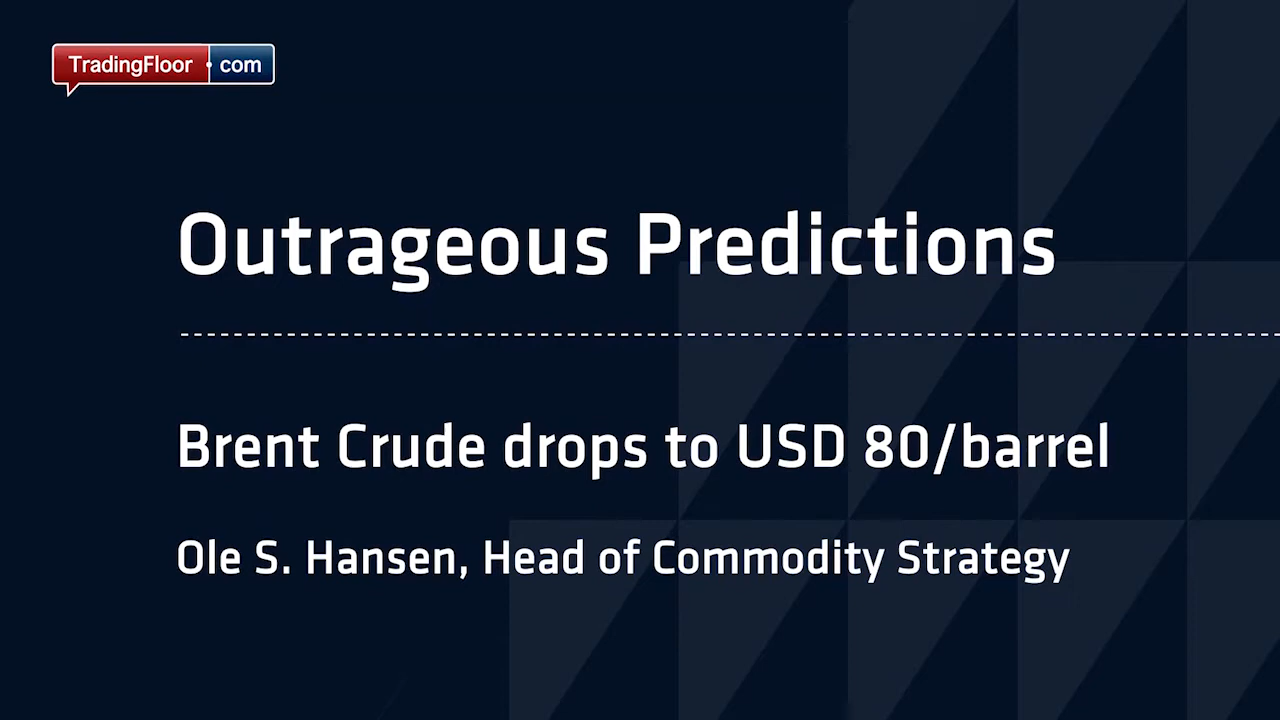 TradingFloor.com
Outrageous Predictions
Brent Crude drops to USD 80/barrel
Ole S. Hansen, Head of Commodity Strategy